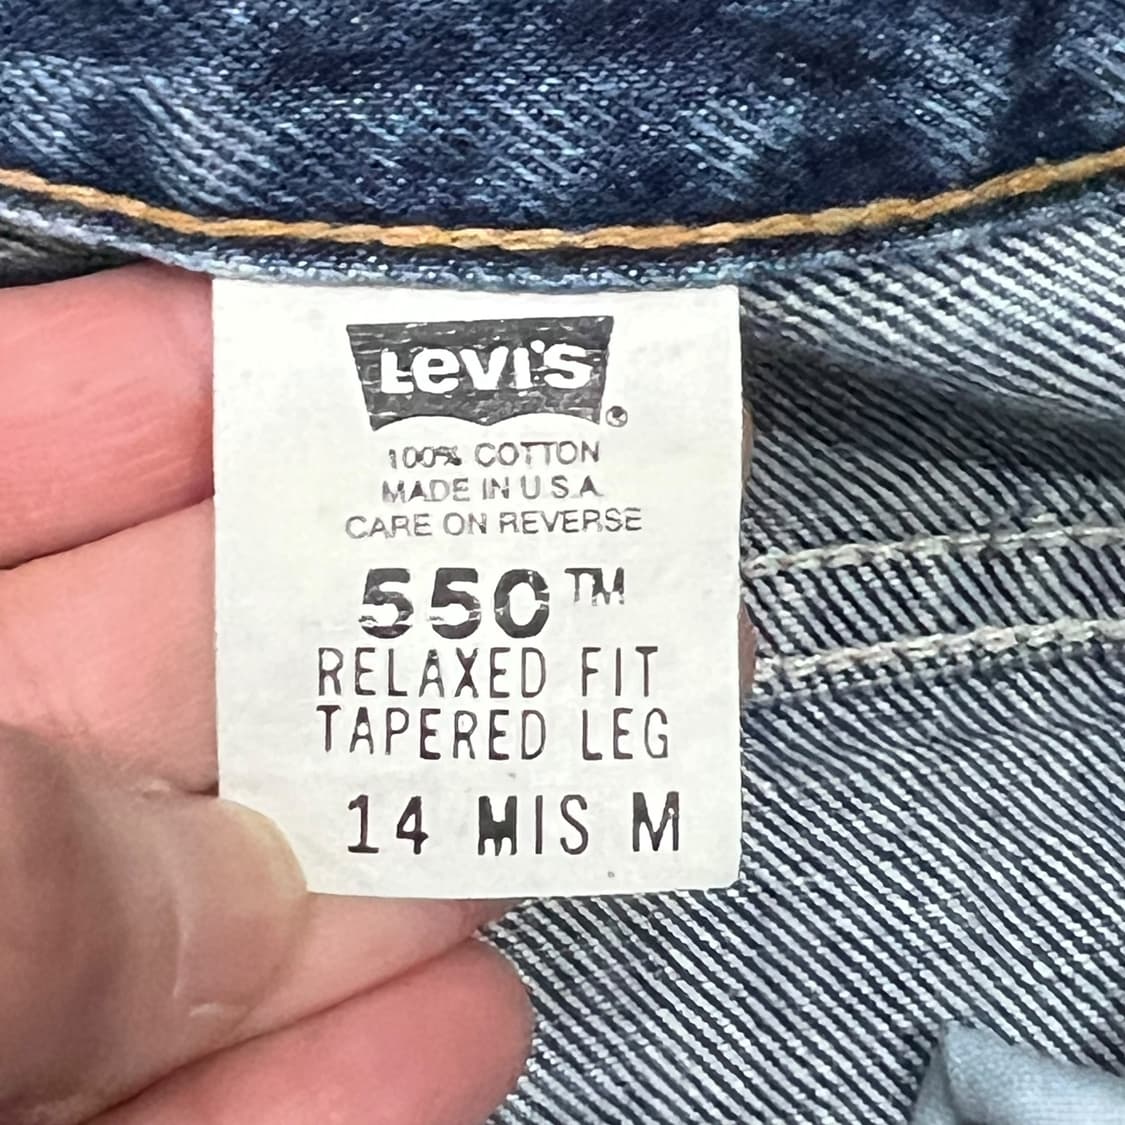 Levi's ®
100% COTTON
MADE IN U.S.A.
CARE ON REVERSE
550™
RELAXED FIT
TAPERED LEG
14 MIS M